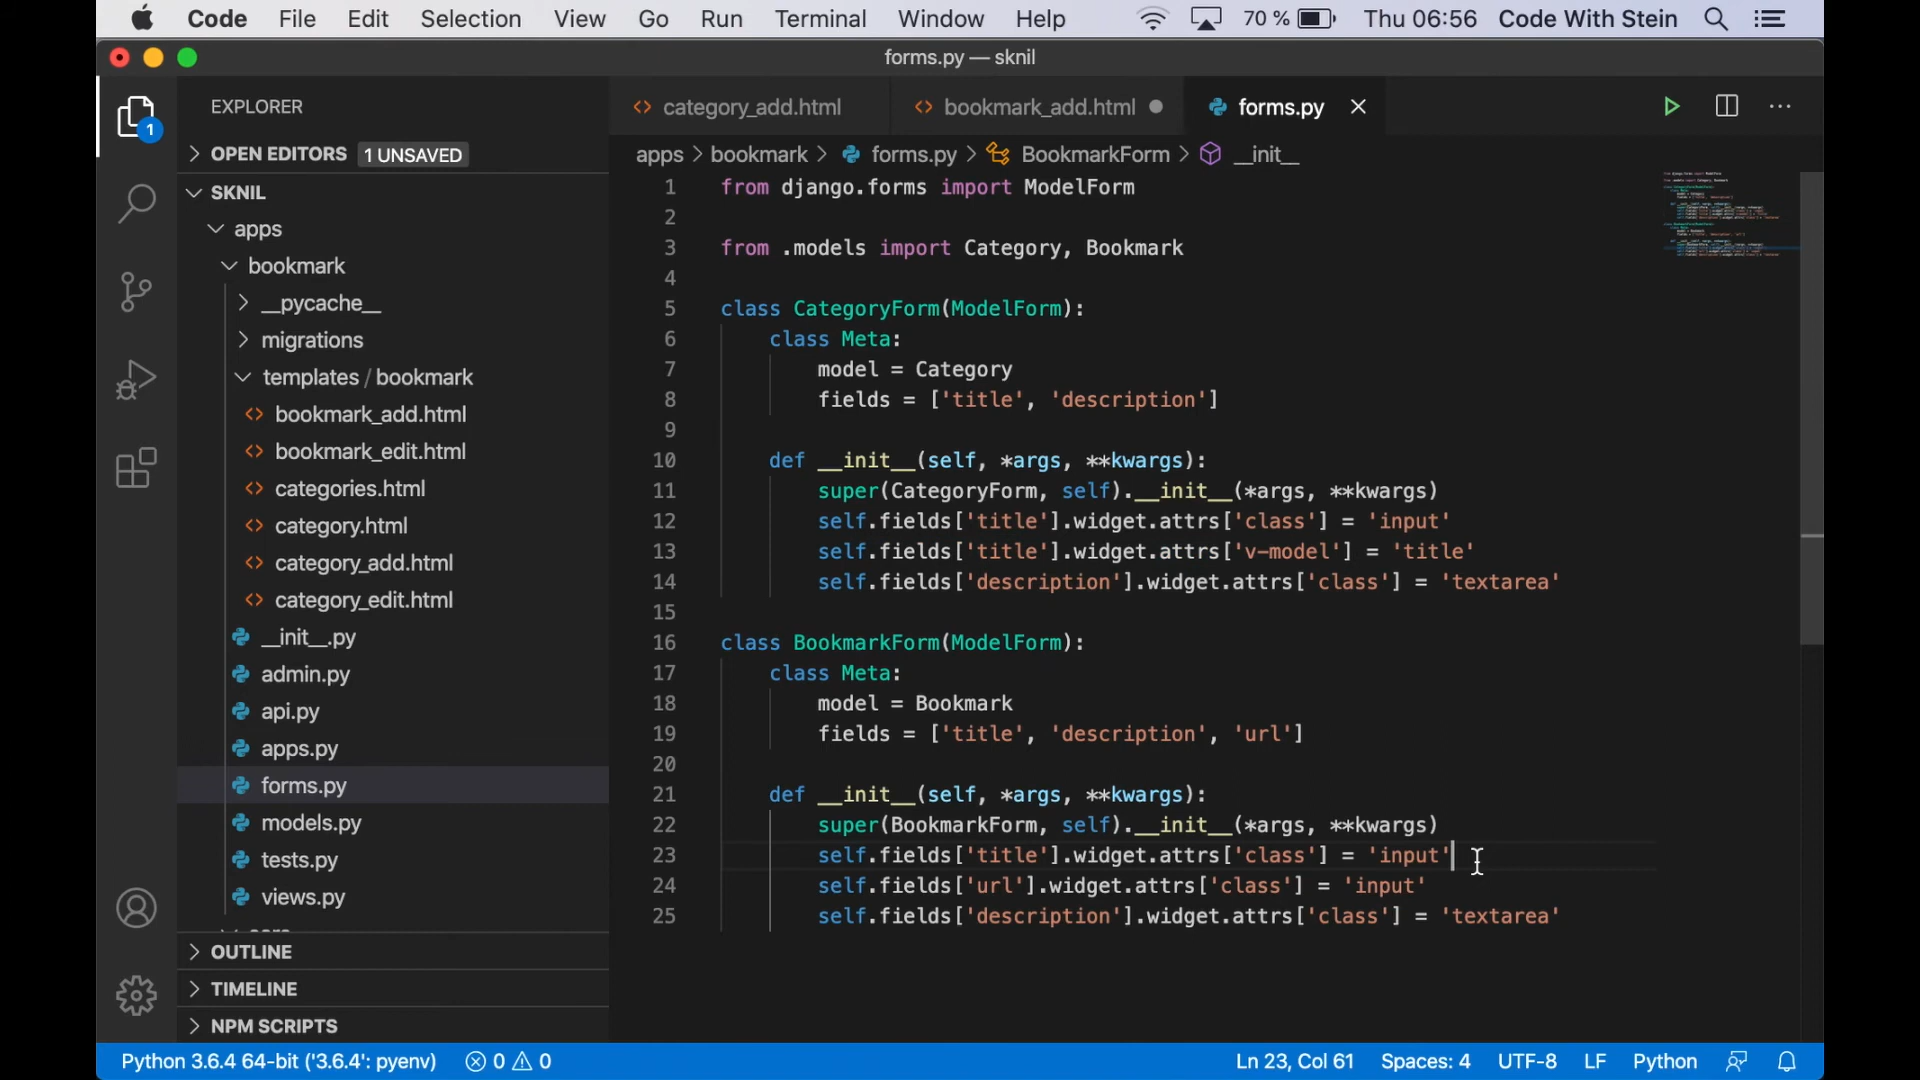 Code File Edit Selection View Go Run Terminal Window Help 70 % Thu 06:56 Code With Stein
forms.py — sknil
EXPLORER
OPEN EDITORS 1 UNSAVED
SKNIL
apps
bookmark
__pycache__
migrations
templates / bookmark
bookmark_add.html
bookmark_edit.html
categories.html
category.html
category_add.html
category_edit.html
__init__.py
admin.py
api.py
apps.py
forms.py
models.py
tests.py
views.py
OUTLINE
TIMELINE
NPM SCRIPTS
1
category_add.html bookmark_add.html forms.py
apps > bookmark > forms.py > BookmarkForm > __init__
1 from django.forms import ModelForm
2
3 from .models import Category, Bookmark
4
5 class CategoryForm(ModelForm):
6     class Meta:
7         model = Category
8         fields = ['title', 'description']
9
10     def __init__(self, *args, **kwargs):
11         super(CategoryForm, self).__init__(*args, **kwargs)
12         self.fields['title'].widget.attrs['class'] = 'input'
13         self.fields['title'].widget.attrs['v-model'] = 'title'
14         self.fields['description'].widget.attrs['class'] = 'textarea'
15
16 class BookmarkForm(ModelForm):
17     class Meta:
18         model = Bookmark
19         fields = ['title', 'description', 'url']
20
21     def __init__(self, *args, **kwargs):
22         super(BookmarkForm, self).__init__(*args, **kwargs)
23         self.fields['title'].widget.attrs['class'] = 'input'
24         self.fields['url'].widget.attrs['class'] = 'input'
25         self.fields['description'].widget.attrs['class'] = 'textarea'
Python 3.6.4 64-bit ('3.6.4': pyenv) 0 0 Ln 23, Col 61 Spaces: 4 UTF-8 LF Python